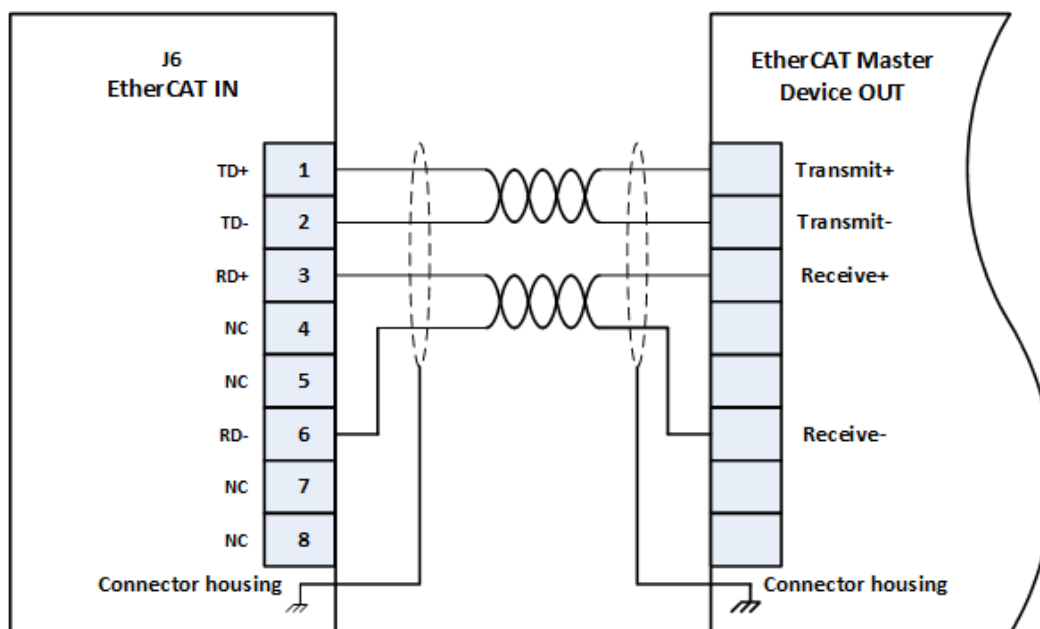 J6
EtherCAT IN
EtherCAT Master
Device OUT
TD+ 1 Transmit+
TD- 2 Transmit-
RD+ 3 Receive+
NC 4
NC 5
RD- 6 Receive-
NC 7
NC 8
Connector housing Connector housing